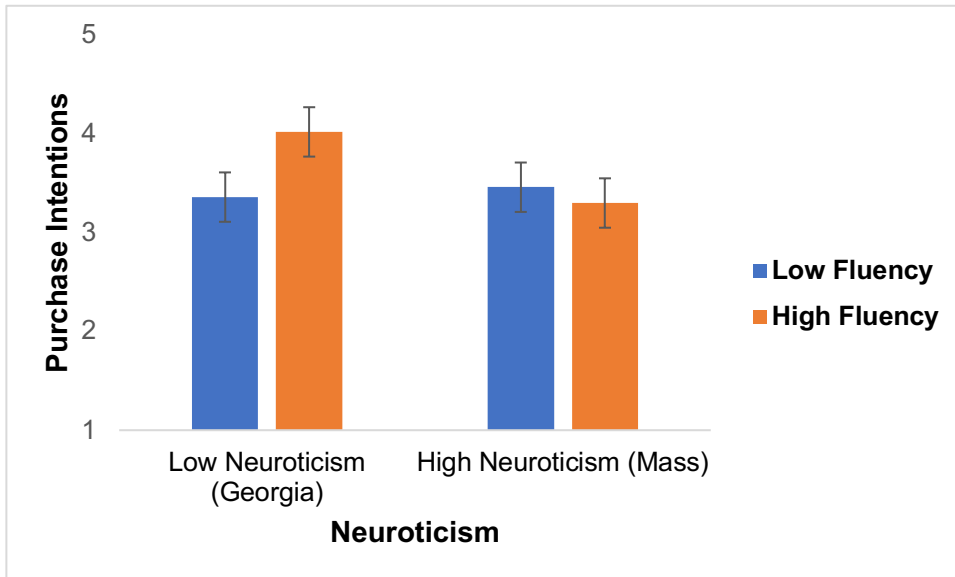 5
4
3
2
1
Purchase Intentions
Low Neuroticism
(Georgia)
High Neuroticism (Mass)
Neuroticism
Low Fluency
High Fluency